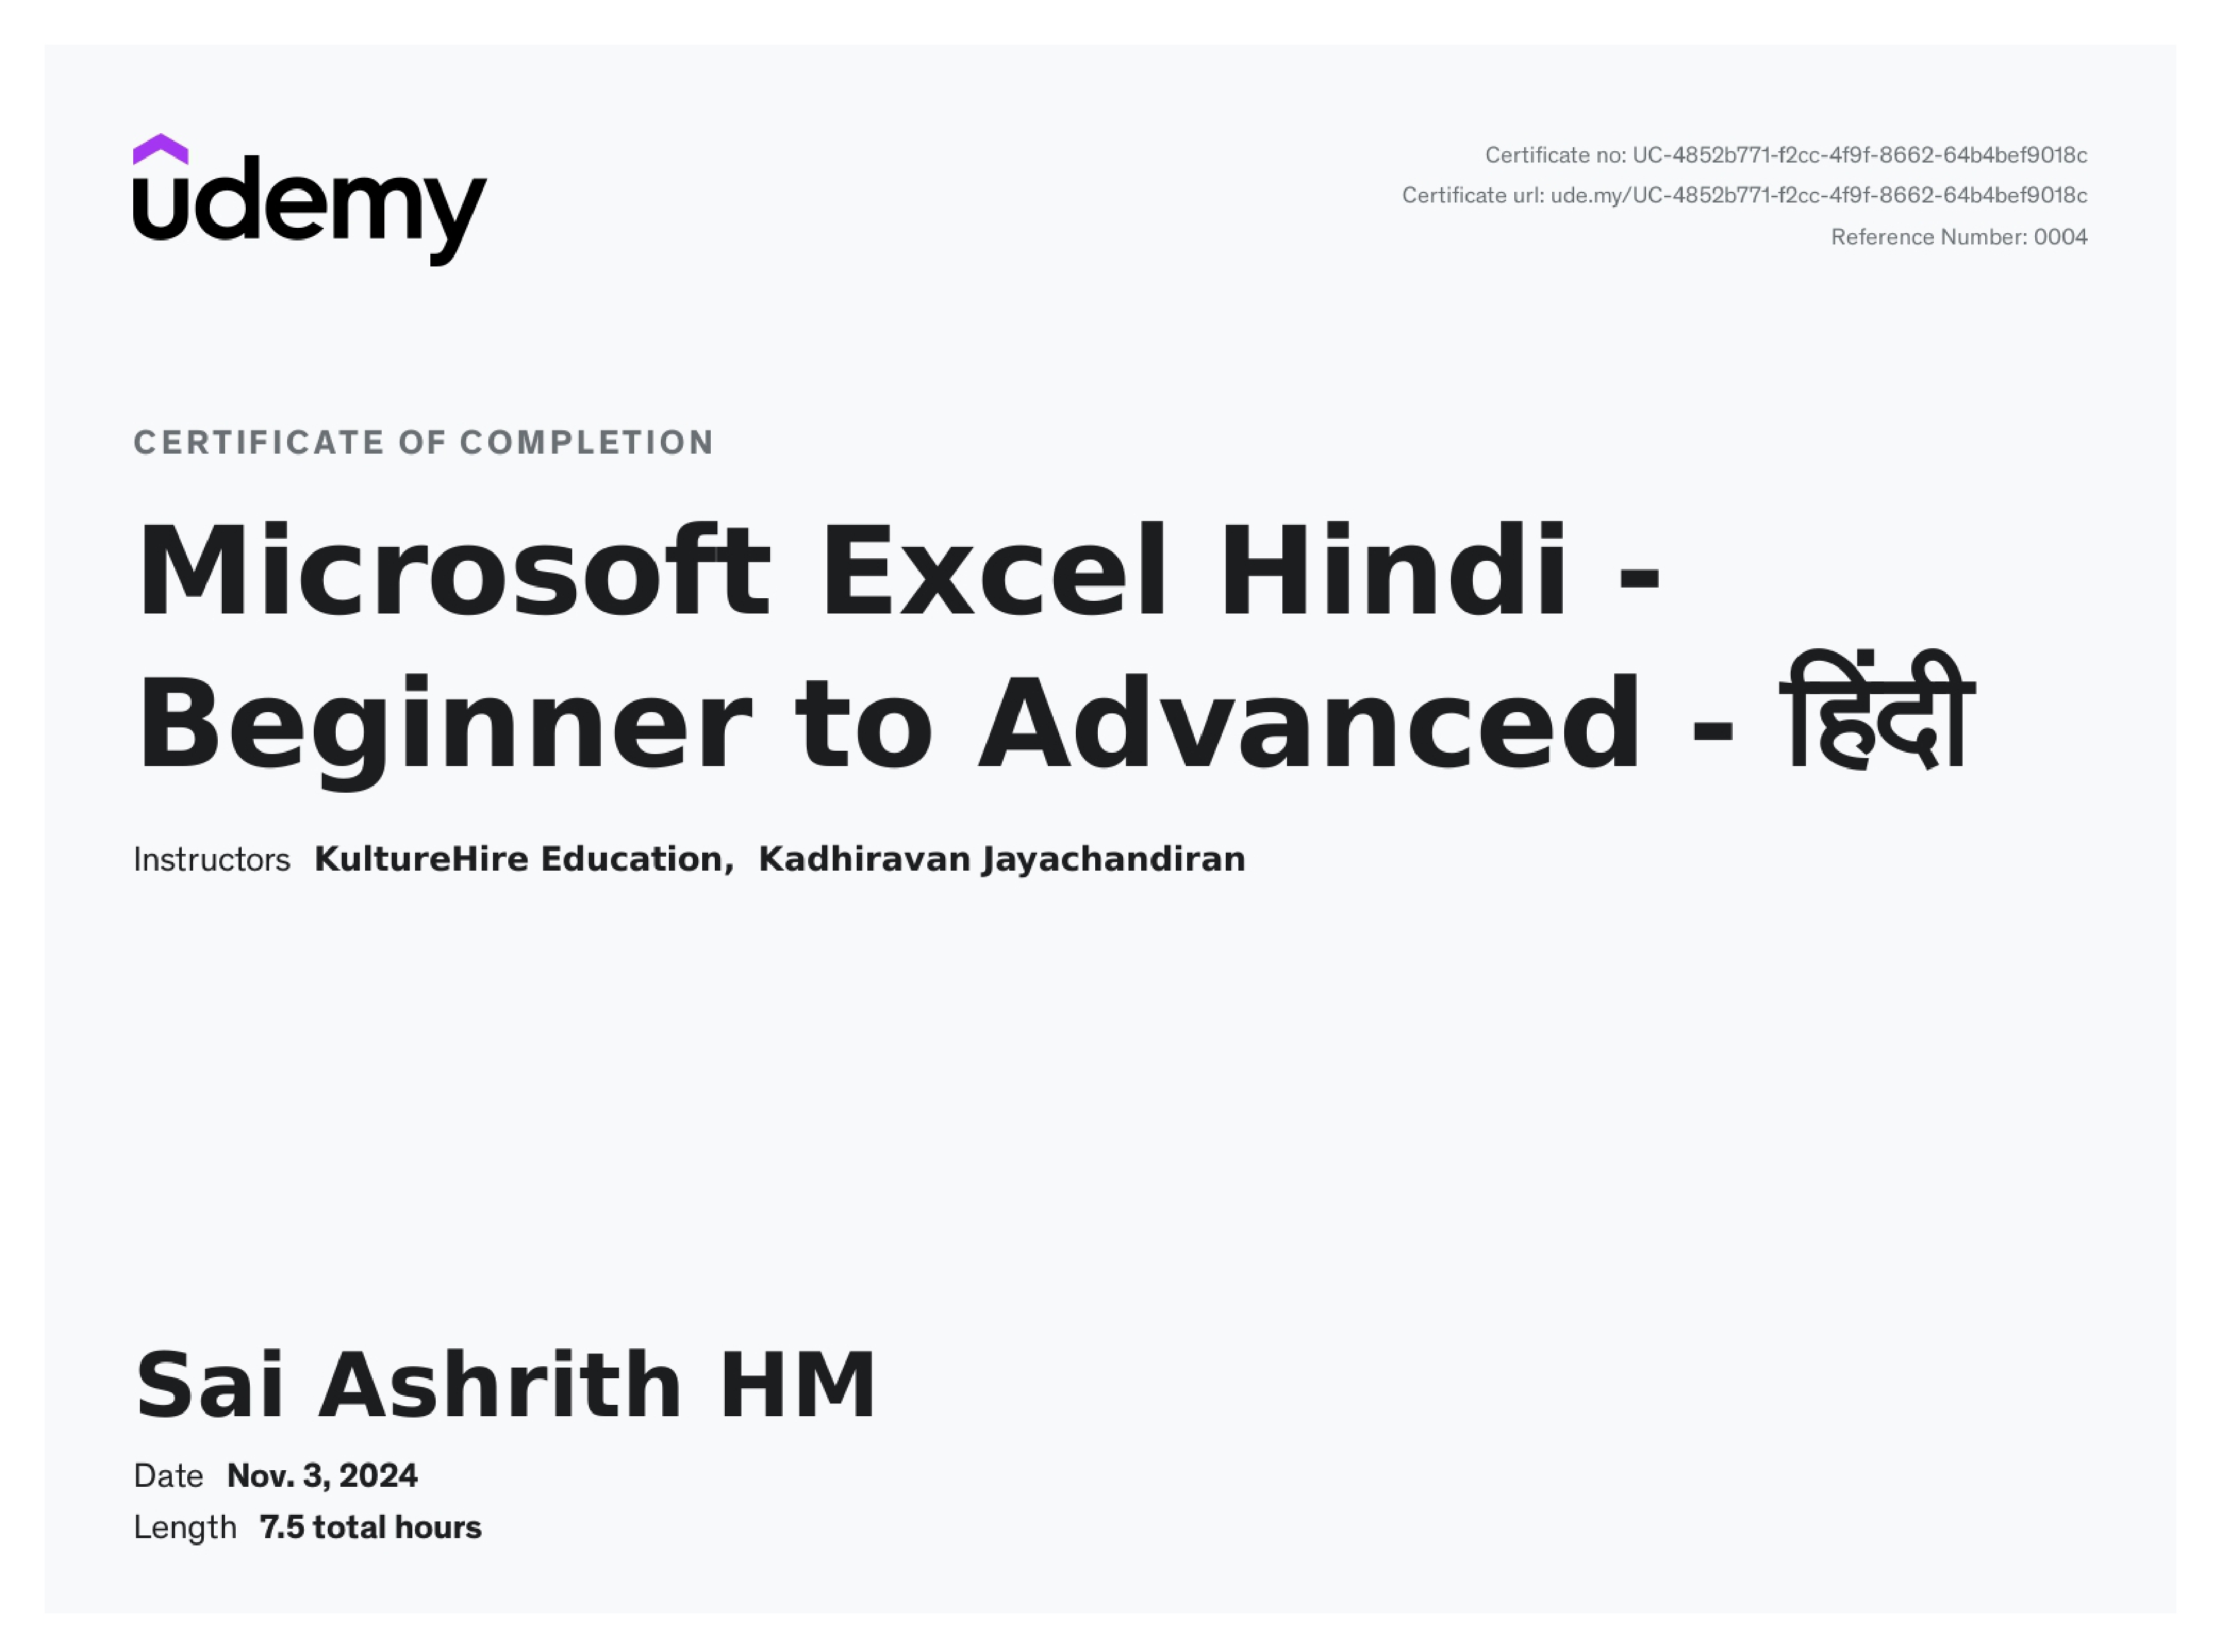 udemy
Certificate no: UC-4852b771-f2cc-4f9f-8662-64b4bef9018c
Certificate url: ude.my/UC-4852b771-f2cc-4f9f-8662-64b4bef9018c
Reference Number: 0004
CERTIFICATE OF COMPLETION
Microsoft Excel Hindi -
Beginner to Advanced - हिंदी
Instructors KultureHire Education, Kadhiravan Jayachandiran
Sai Ashrith HM
Date Nov. 3, 2024
Length 7.5 total hours